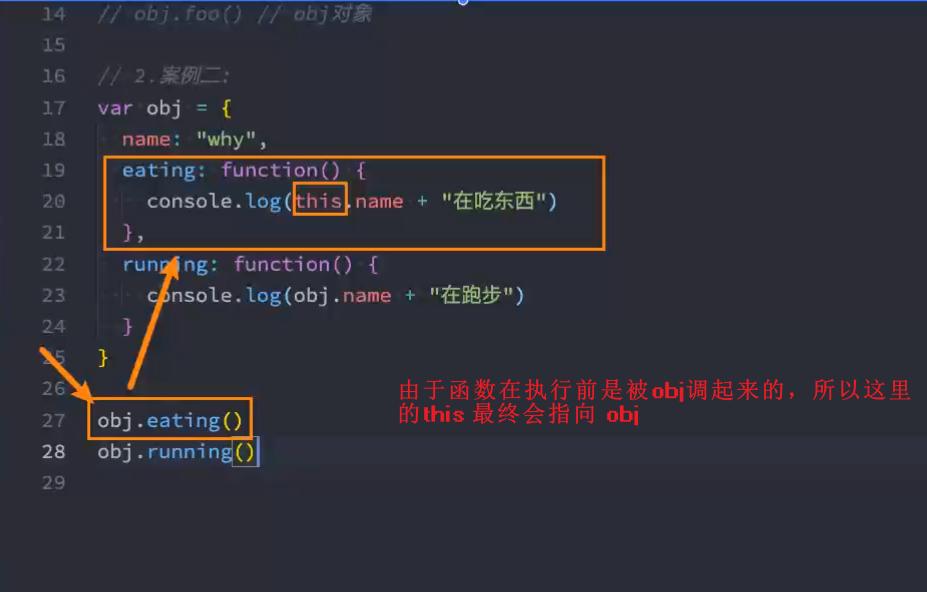 14 // obj.foo() // obj对象
15
16 // 2.案例二:
17 var obj = {
18 name: "why",
19 eating: function() {
20 console.log(this.name + "在吃东西")
21 },
22 running: function() {
23 console.log(obj.name + "在跑步")
24 }
25 }
26
27 obj.eating()
28 obj.running()
29
由于函数在执行前是被obj调起来的，所以这里
的this 最终会指向 obj